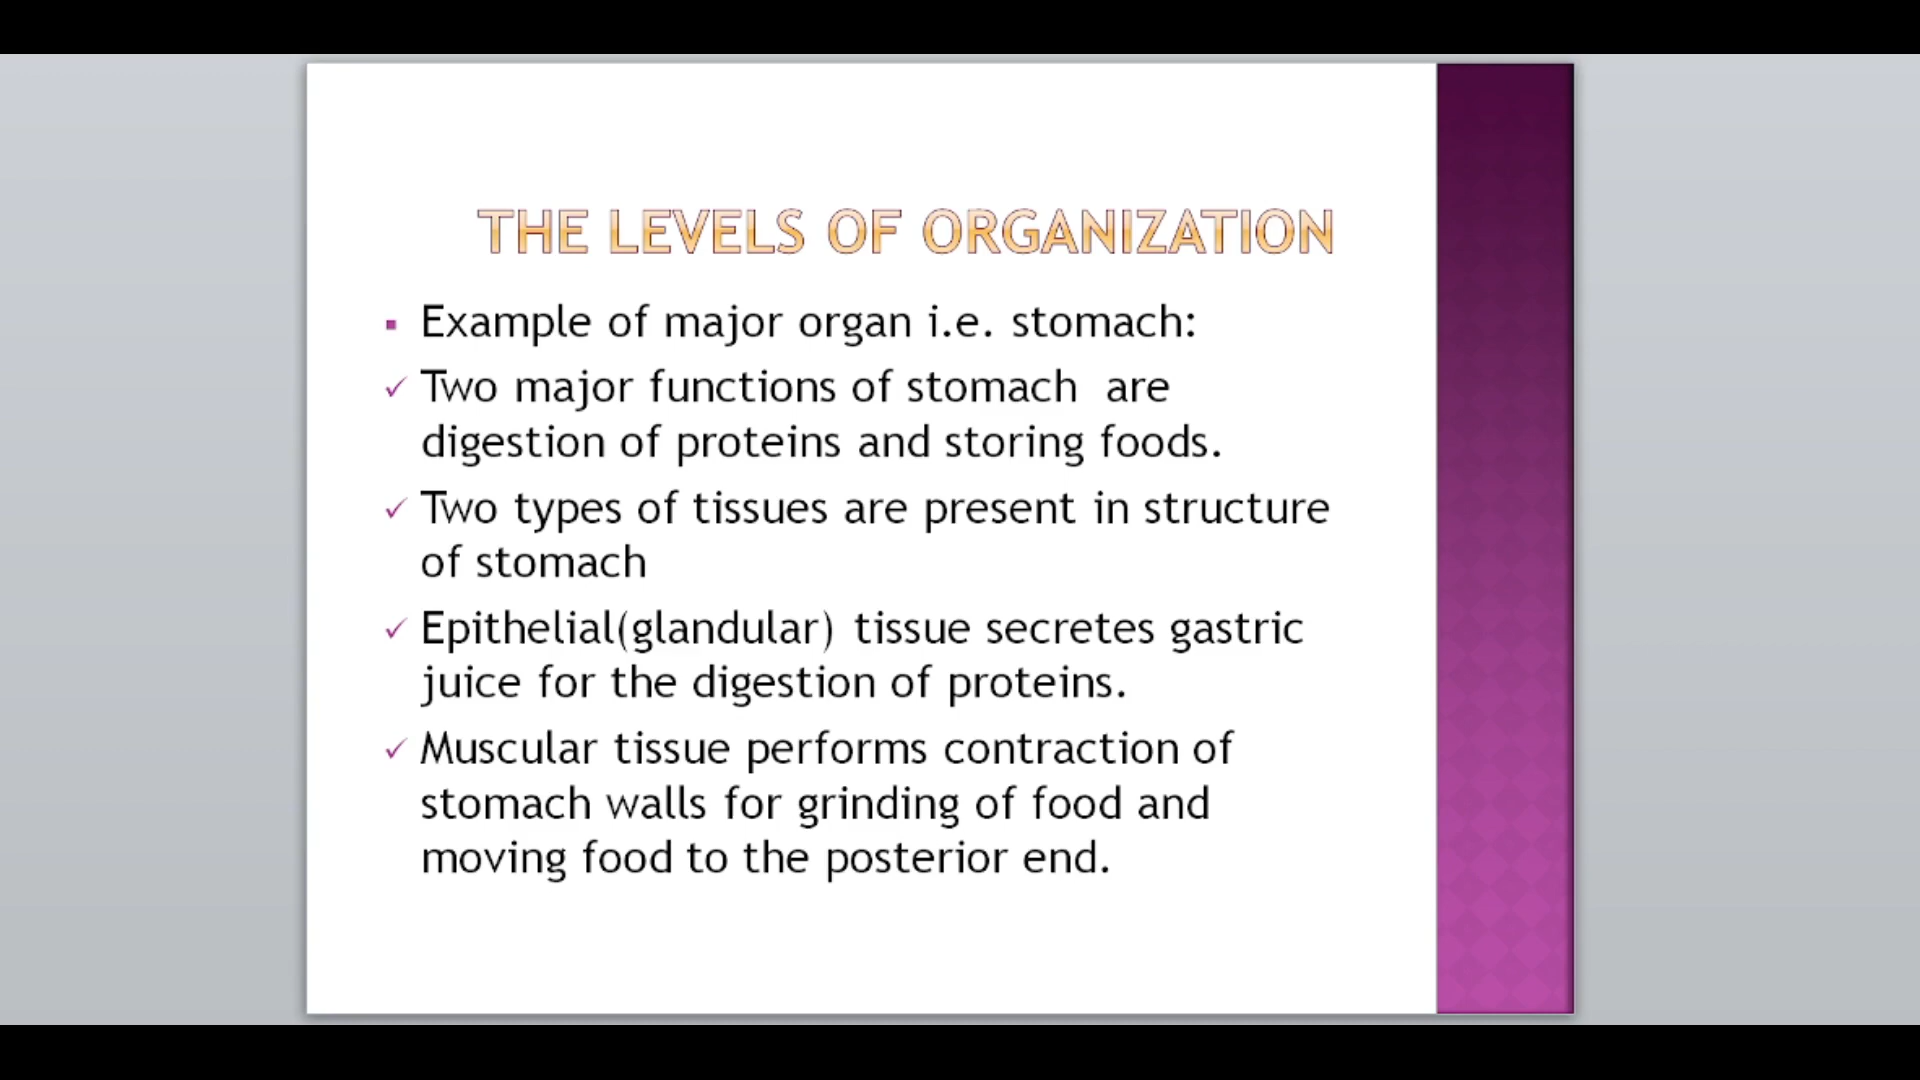 THE LEVELS OF ORGANIZATION
▪ Example of major organ i.e. stomach:
✓ Two major functions of stomach are
digestion of proteins and storing foods.
✓ Two types of tissues are present in structure
of stomach
✓ Epithelial(glandular) tissue secretes gastric
juice for the digestion of proteins.
✓ Muscular tissue performs contraction of
stomach walls for grinding of food and
moving food to the posterior end.